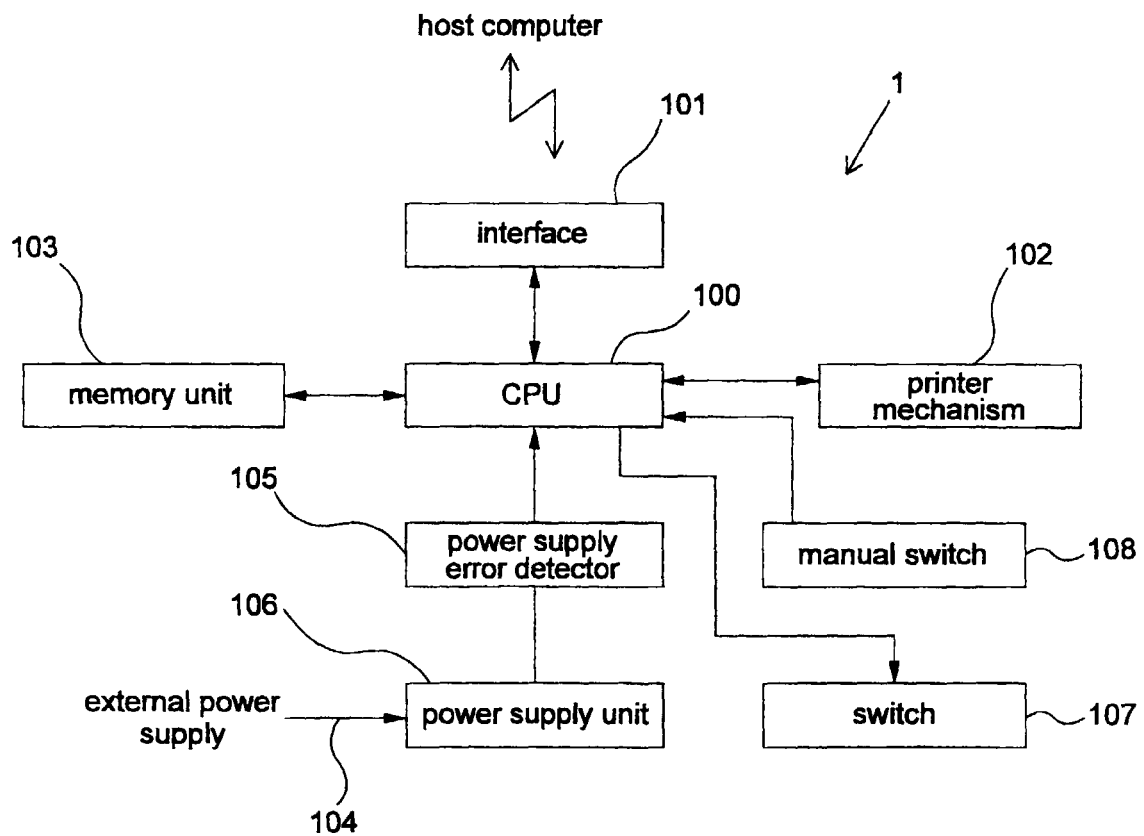 host computer
1
101
interface
103
102
100
memory unit
CPU
printer
mechanism
105
power supply
error detector
manual switch
108
106
external power
supply
power supply unit
switch
107
104